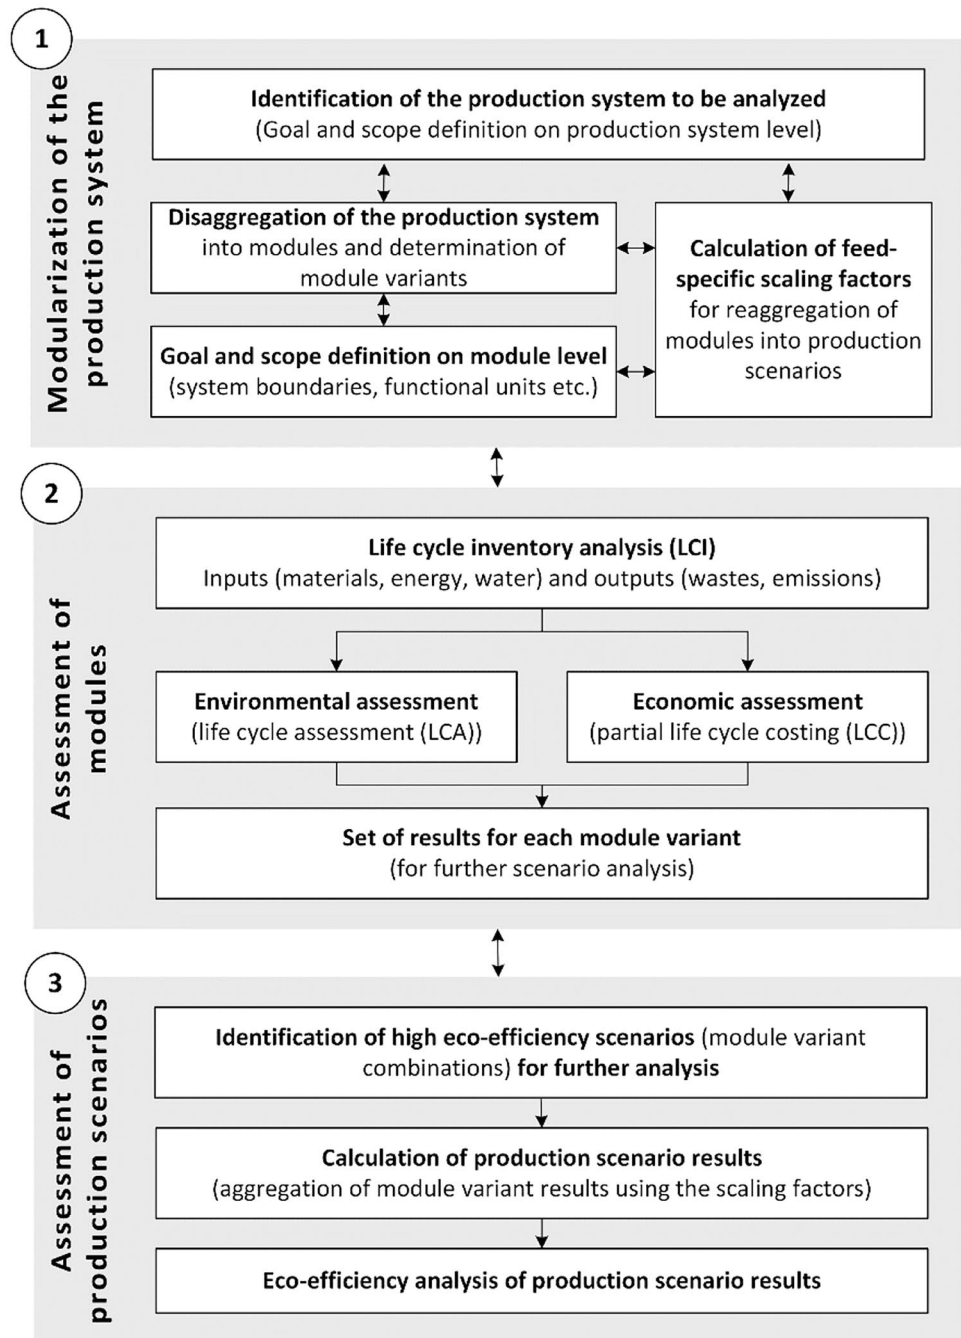 1
Modularization of the
production system
Identification of the production system to be analyzed
(Goal and scope definition on production system level)
Disaggregation of the production system
into modules and determination of
module variants
Calculation of feed-
specific scaling factors
for reaggregation of
modules into production
scenarios
Goal and scope definition on module level
(system boundaries, functional units etc.)
2
Assessment of
modules
Life cycle inventory analysis (LCI)
Inputs (materials, energy, water) and outputs (wastes, emissions)
Environmental assessment
(life cycle assessment (LCA))
Economic assessment
(partial life cycle costing (LCC))
Set of results for each module variant
(for further scenario analysis)
3
Assessment of
production scenarios
Identification of high eco-efficiency scenarios (module variant
combinations) for further analysis
Calculation of production scenario results
(aggregation of module variant results using the scaling factors)
Eco-efficiency analysis of production scenario results